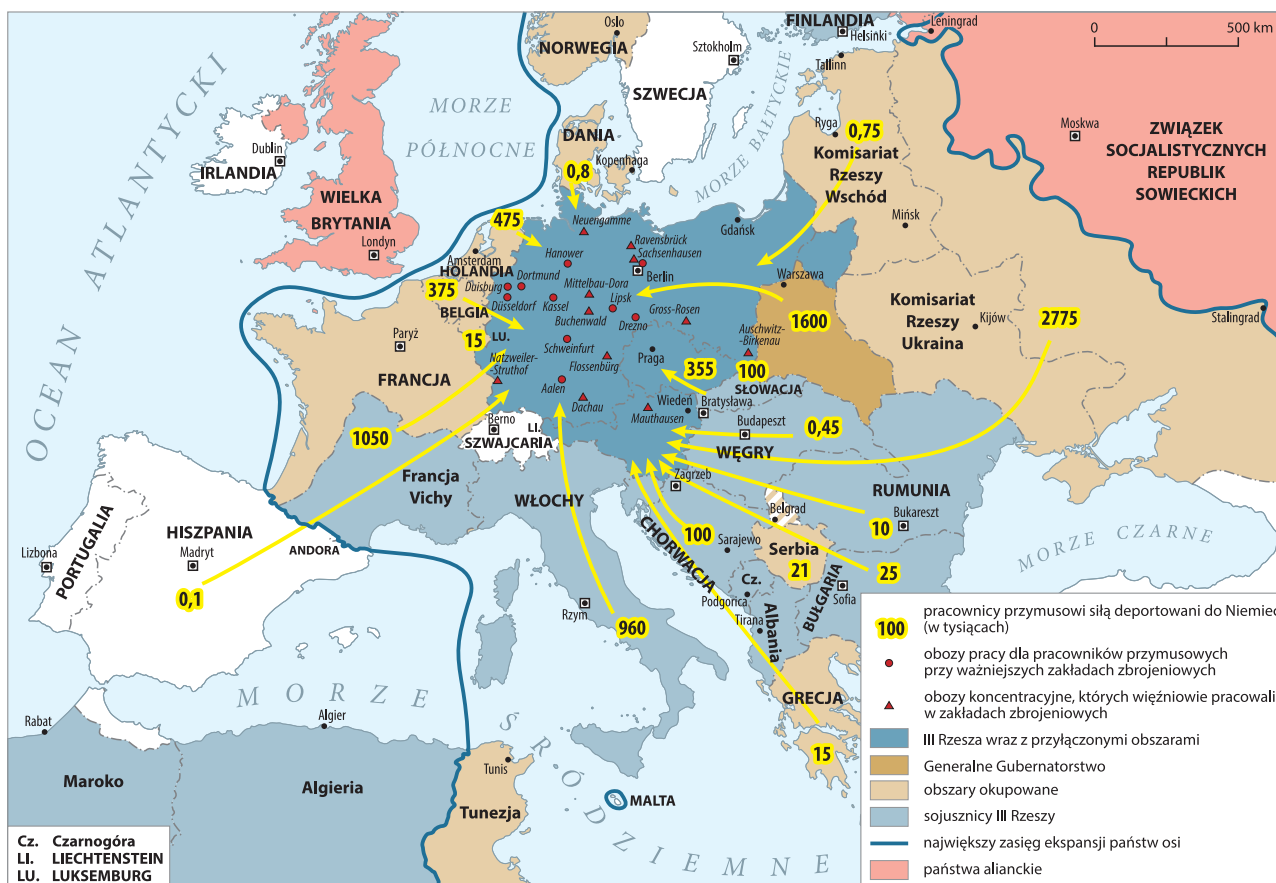 OCEAN ATLANTYCKI
MORZE
PÓŁNOCNE
MORZE BAŁTYCKIE
NORWEGIA
Oslo
SZWECJA
Sztokholm
FINLANDIA
Helsinki
Leningrad
Tallinn
0
500 km
Moskwa
ZWIĄZEK
SOCJALISTYCZNYCH
REPUBLIK
SOWIECKICH
Stalingrad
IRLANDIA
Dublin
WIELKA
BRYTANIA
Londyn
DANIA
Kopenhaga
0,8
Ryga
0,75
Komisariat
Rzeszy
Wschód
Mińsk
Gdańsk
475
Neuengamme
Ravensbrück
Sachsenhausen
Berlin
Hanower
Amsterdam
HOLANDIA
Dortmund
Duisburg
Düsseldorf
Mittelbau-Dora
Kassel
Lipsk
Buchenwald
Drezno
Gross-Rosen
Warszawa
1600
Auschwitz-
-Birkenau
100
Komisariat
Rzeszy
Ukraina
Kijów
2775
375
BELGIA
15
LU.
Paryż
FRANCJA
Natzweiler-
-Struthof
Schweinfurt
Flossenbürg
Aalen
Dachau
Praga
355
SŁOWACJA
Wiedeń
Bratysława
Mauthausen
Budapeszt
0,45
WĘGRY
1050
Berno
LI.
SZWAJCARIA
Francja
Vichy
WŁOCHY
Zagrzeb
CHORWACJA
100
Belgrad
Sarajewo
Serbia
21
RUMUNIA
Bukareszt
10
25
Cz.
Podgorica
Tirana
Albania
BUŁGARIA
Sofia
MORZE CZARNE
PORTUGALIA
Lizbona
HISZPANIA
Madryt
ANDORA
0,1
Rzym
960
GRECJA
15
MORZE ŚRÓDZIEMNE
MALTA
Rabat
Maroko
Algier
Algieria
Tunis
Tunezja
Cz. Czarnogóra
LI. LIECHTENSTEIN
LU. LUKSEMBURG
100
pracownicy przymusowi siłą deportowani do Niemiec
(w tysiącach)
obozy pracy dla pracowników przymusowych
przy ważniejszych zakładach zbrojeniowych
obozy koncentracyjne, których więźniowie pracowali
w zakładach zbrojeniowych
III Rzesza wraz z przyłączonymi obszarami
Generalne Gubernatorstwo
obszary okupowane
sojusznicy III Rzeszy
największy zasięg ekspansji państw osi
państwa alianckie